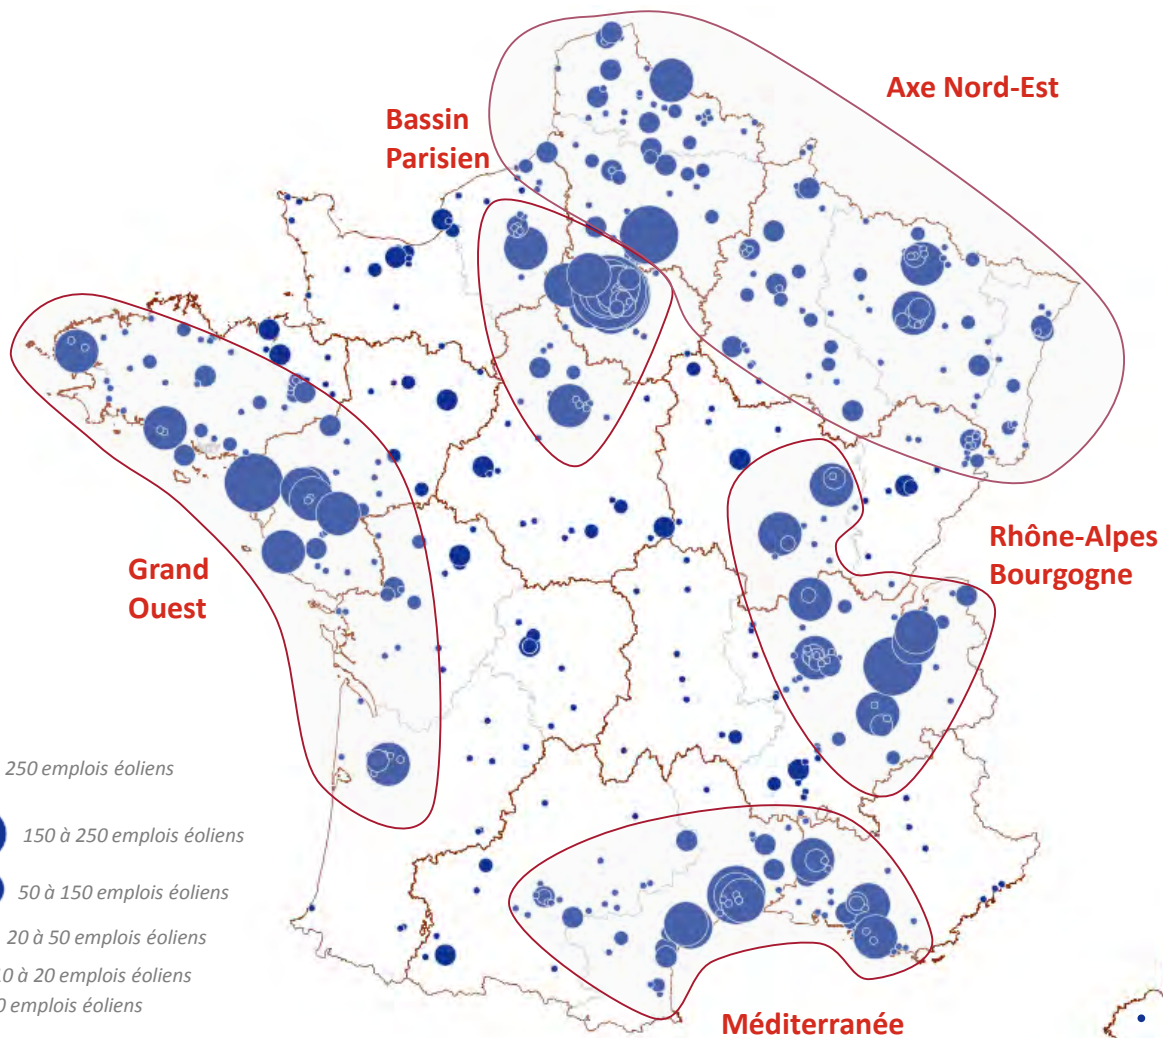 Axe Nord-Est
Bassin
Parisien
Grand
Ouest
Rhône-Alpes
Bourgogne
250 emplois éoliens
150 à 250 emplois éoliens
50 à 150 emplois éoliens
20 à 50 emplois éoliens
0 à 20 emplois éoliens
0 emplois éoliens
Méditerranée